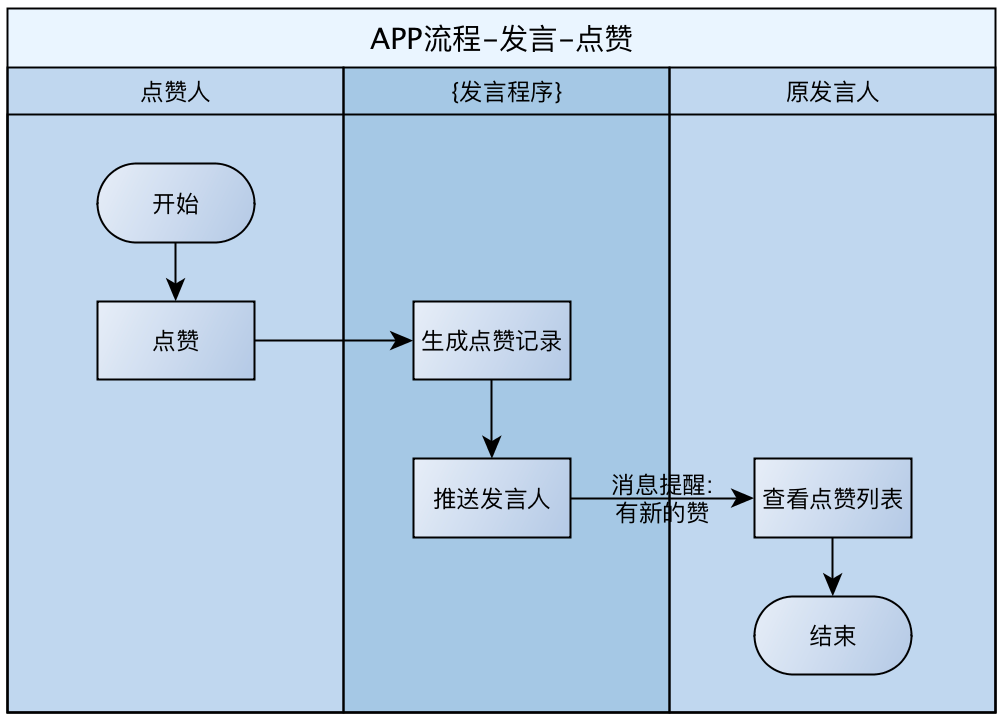 APP流程-发言-点赞
点赞人
{发言程序}
原发言人
开始
点赞
生成点赞记录
推送发言人
消息提醒:
有新的赞
查看点赞列表
结束